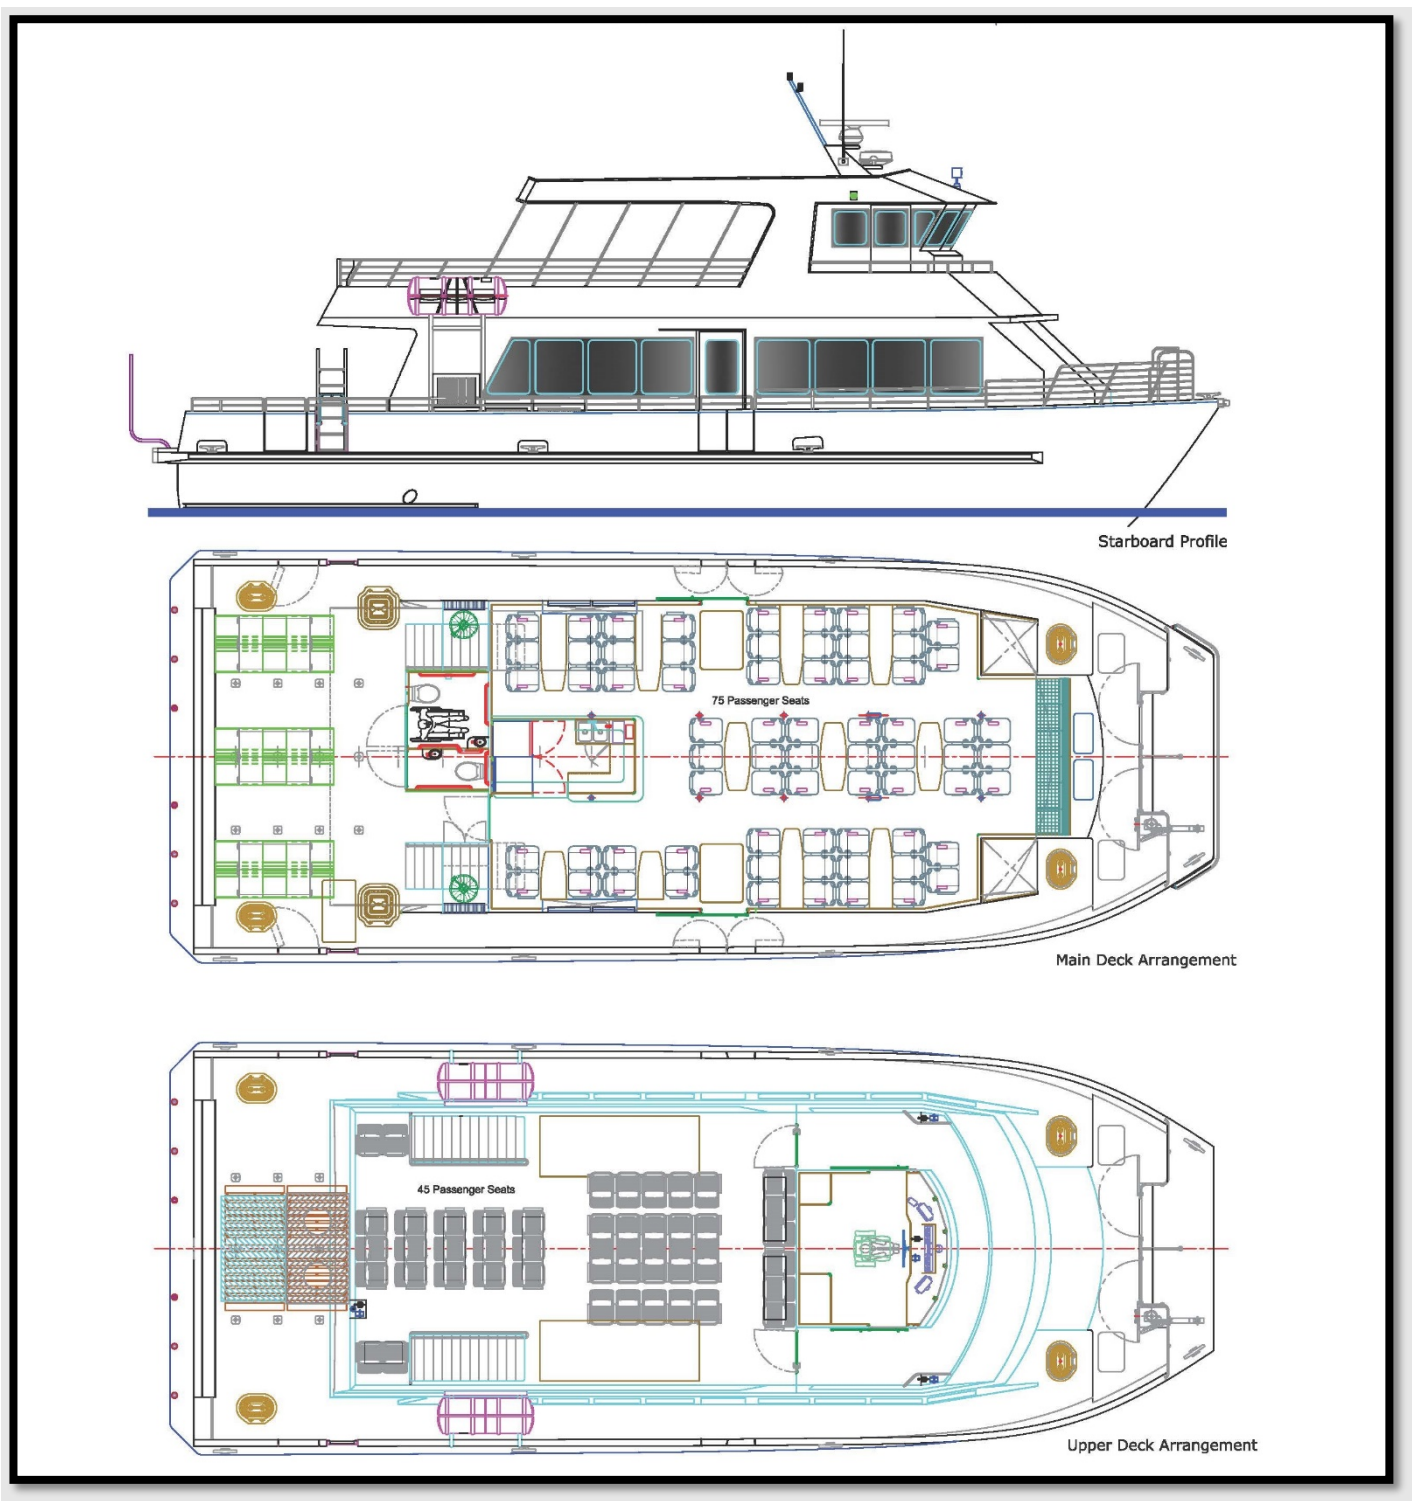 Starboard Profile
75 Passenger Seats
Main Deck Arrangement
45 Passenger Seats
Upper Deck Arrangement